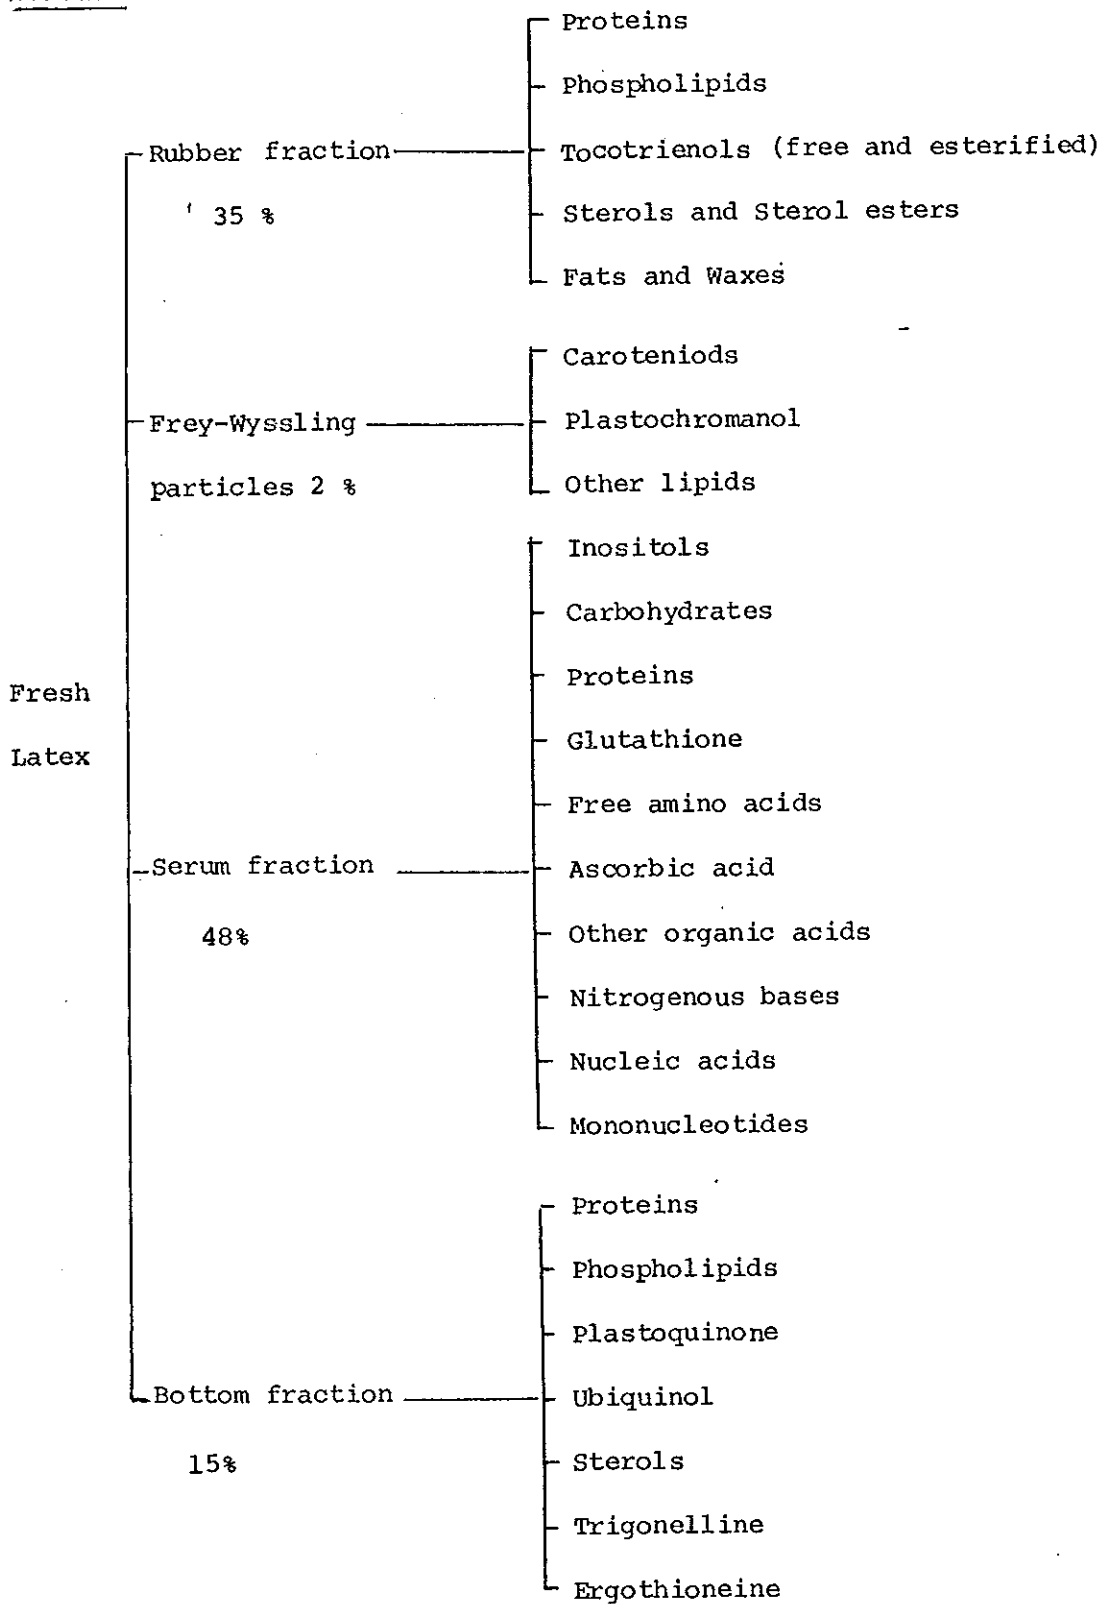 Proteins
Phospholipids
Rubber fraction
35 %
Tocotrienols (free and esterified)
Sterols and Sterol esters
Fats and Waxes
Caroteniods
Frey-Wyssling
particles 2 %
Plastochromanol
Other lipids
Inositols
Carbohydrates
Proteins
Fresh
Latex
Glutathione
Free amino acids
Serum fraction
48%
Ascorbic acid
Other organic acids
Nitrogenous bases
Nucleic acids
Mononucleotides
Proteins
Phospholipids
Plastoquinone
Bottom fraction
15%
Ubiquinol
Sterols
Trigonelline
Ergothioneine